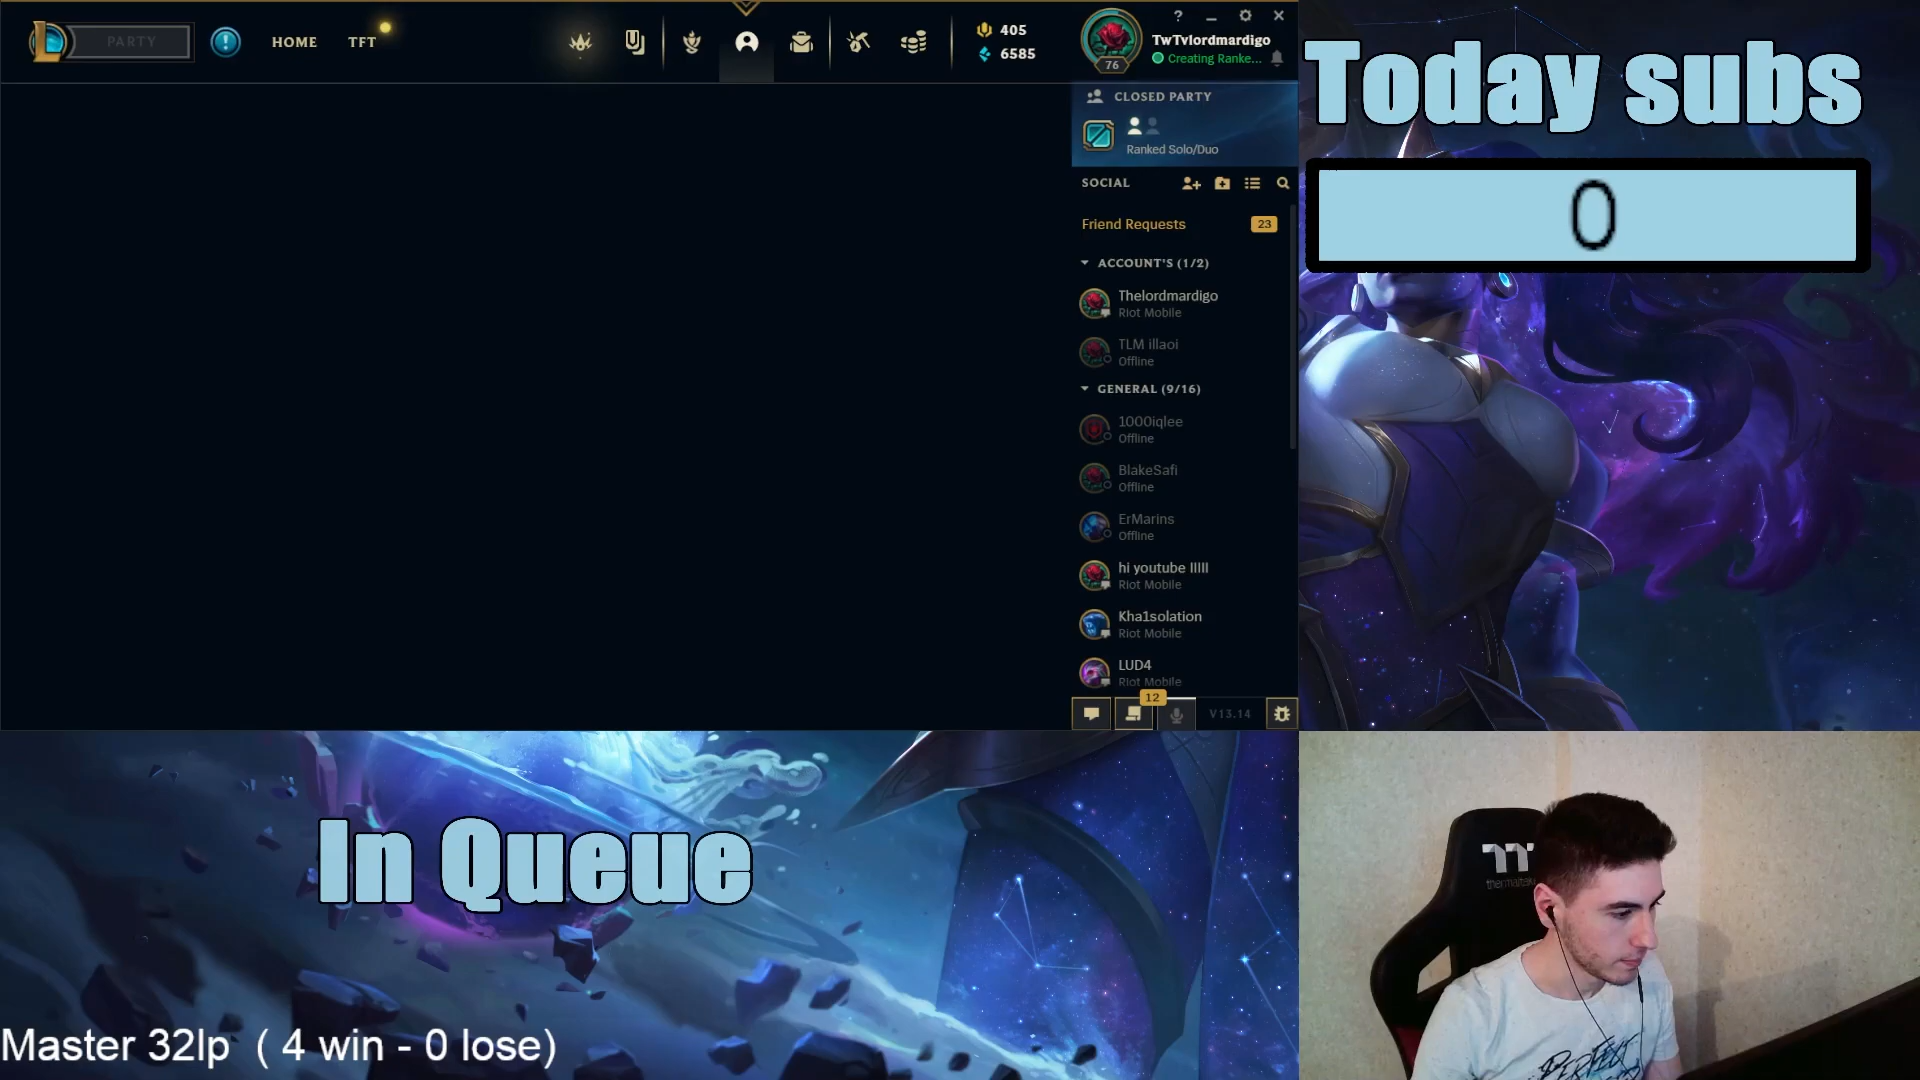 PARTY
HOME
TFT
405
6585
76
TwTvlordmardigo
Creating Ranke...
CLOSED PARTY
Ranked Solo/Duo
SOCIAL
Friend Requests
23
ACCOUNT'S (1/2)
Thelordmardigo
Riot Mobile
TLM illaoi
Offline
GENERAL (9/16)
1000iqlee
Offline
BlakeSafi
Offline
ErMarins
Offline
hi youtube lllll
Riot Mobile
Kha1solation
Riot Mobile
LUD4
Riot Mobile
12
V13.14
Today subs
0
In Queue
Master 32lp ( 4 win - 0 lose)
thermaltake
PERFECT